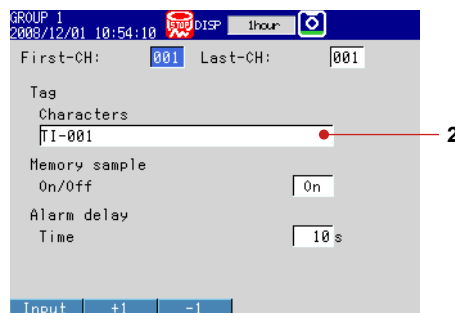 GROUP 1
2008/12/01 10:54:10 STOP DISP 1hour
First-CH: 001 Last-CH: 001
Tag
Characters
TI-001
2
Memory sample
On/Off On
Alarm delay
Time 10 s
Input +1 -1